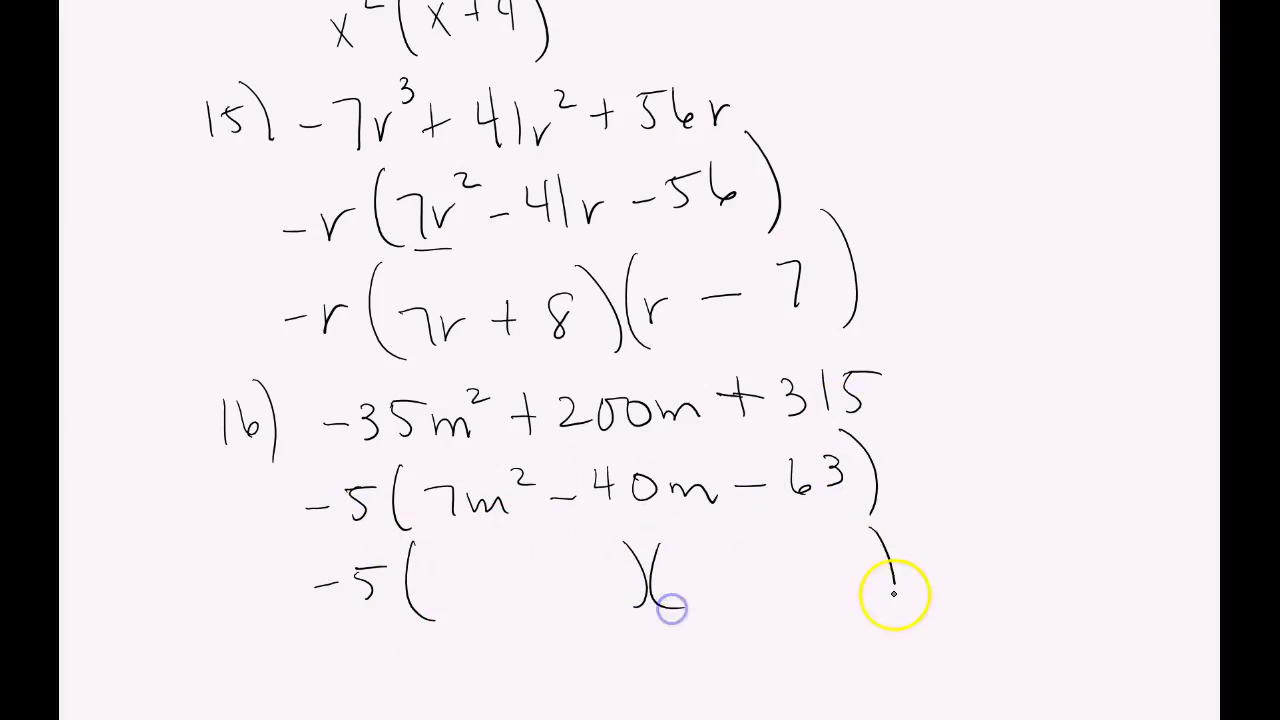 x²(x+4)
15) -7r³ + 41r² + 56r
-r(7r² - 41r - 56)
-r(7r + 8)(r - 7)
16) -35m² + 200m + 315
-5(7m² - 40m - 63)
-5(      )(      )